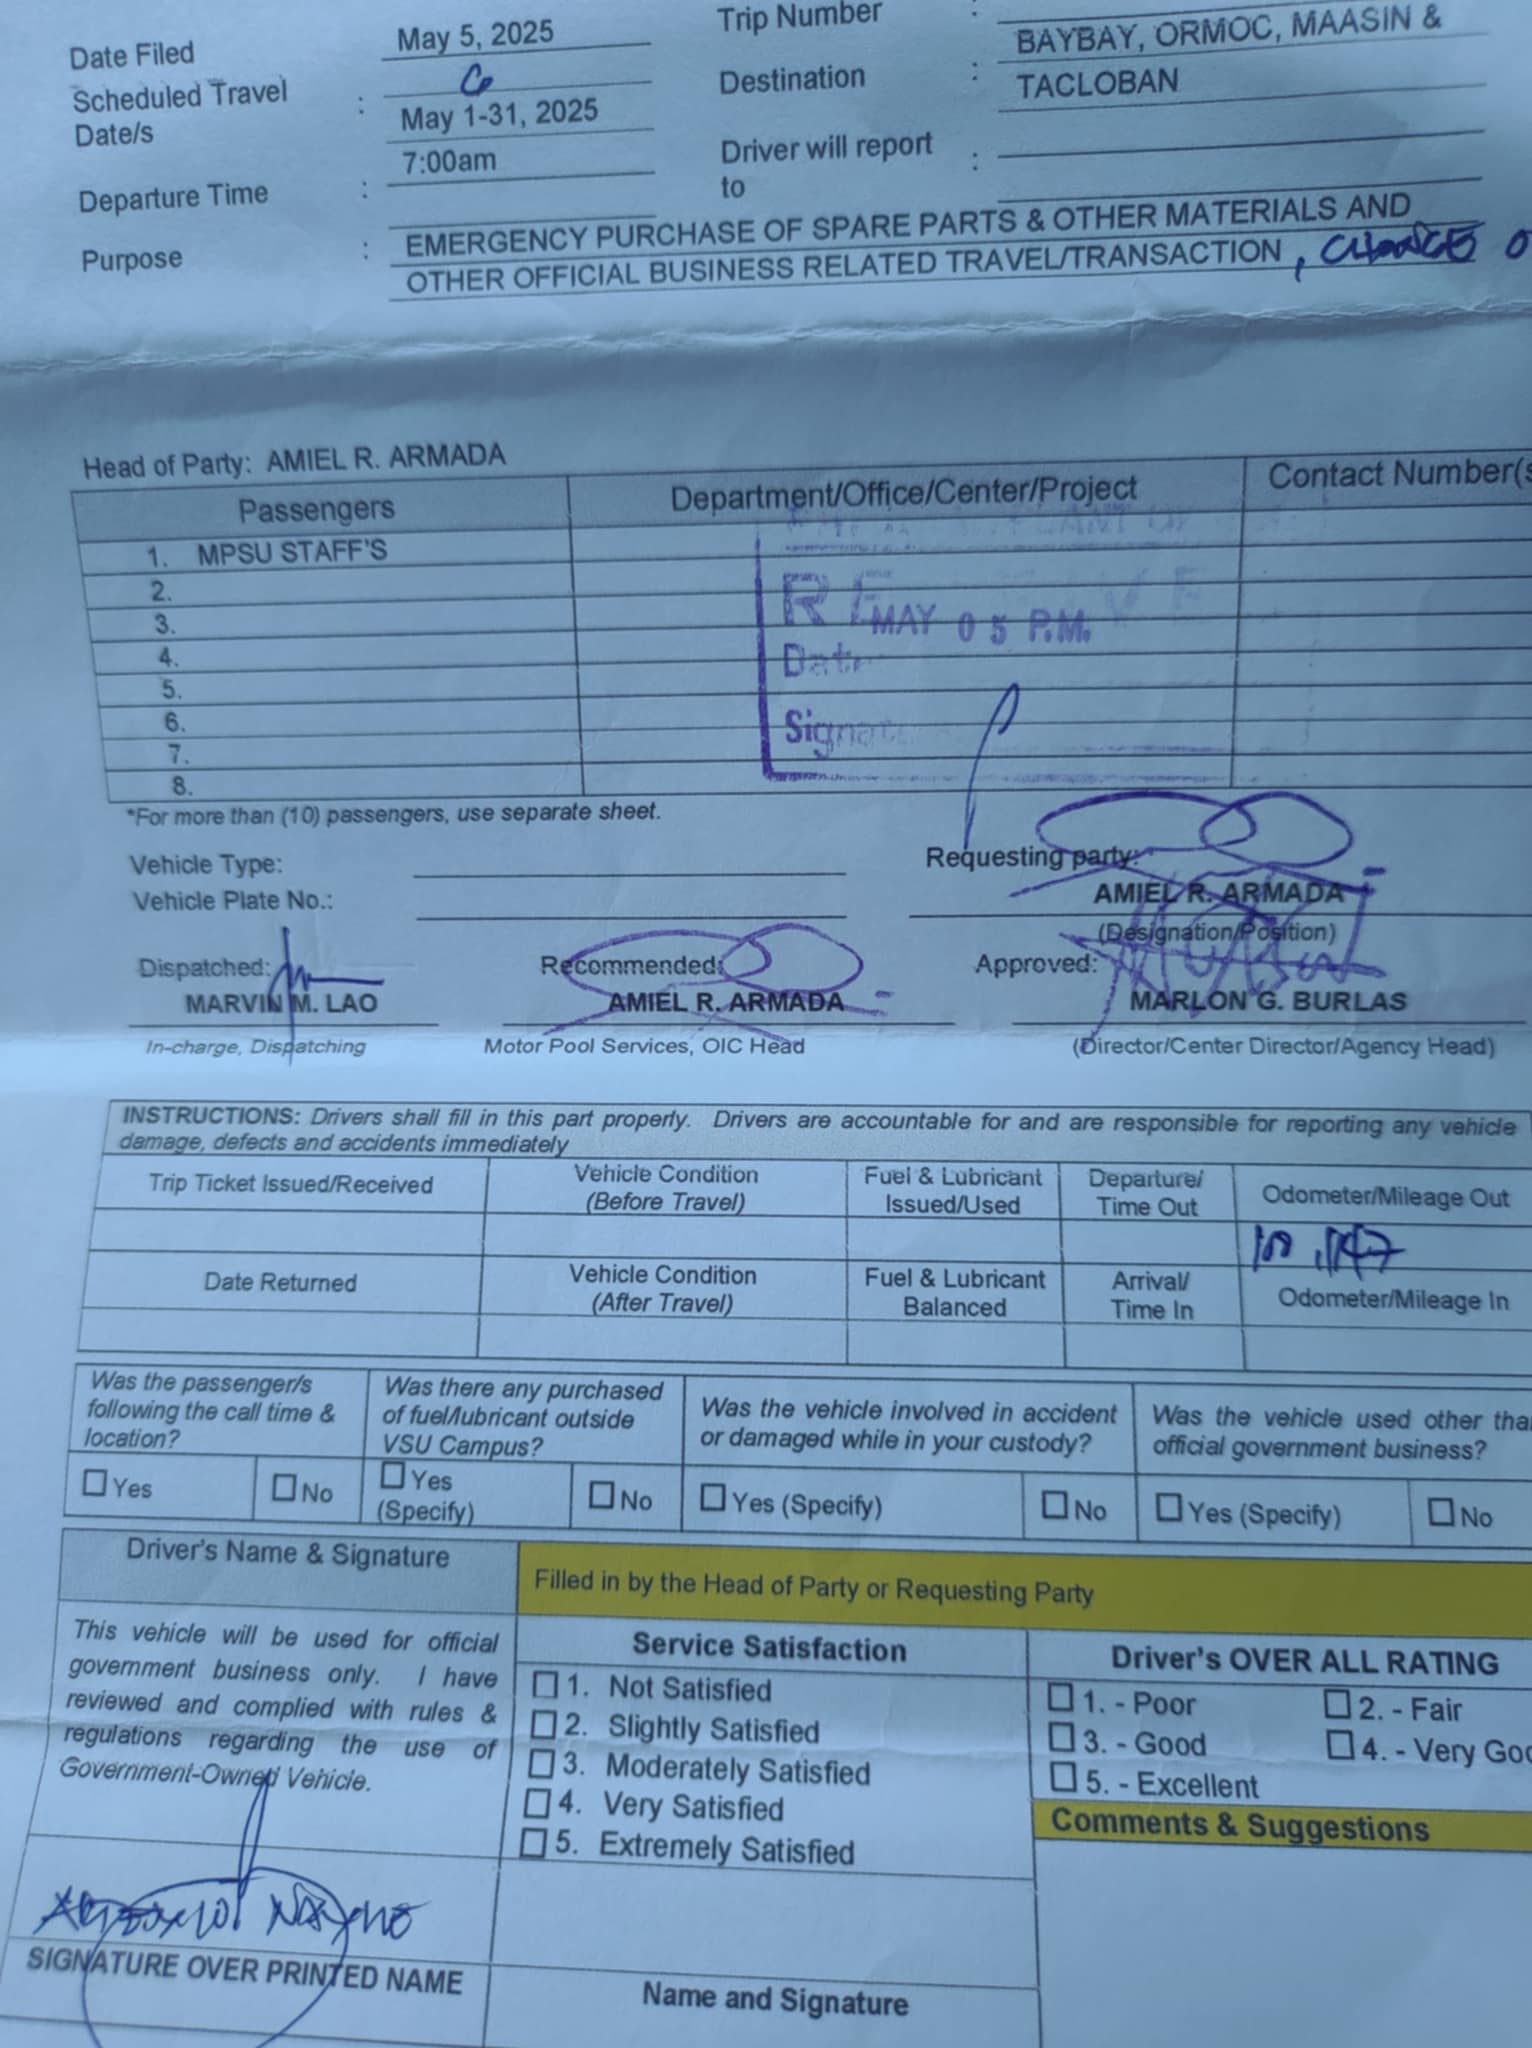 Date Filed May 5, 2025 Trip Number :
Scheduled Travel Date/s : May 1-31, 2025 Destination : BAYBAY, ORMOC, MAASIN & TACLOBAN
Departure Time : 7:00am Driver will report to :
Purpose : EMERGENCY PURCHASE OF SPARE PARTS & OTHER MATERIALS AND
OTHER OFFICIAL BUSINESS RELATED TRAVEL/TRANSACTION , CHANGE O
Head of Party: AMIEL R. ARMADA
Passengers Department/Office/Center/Project Contact Number(s
1. MPSU STAFF'S
2.
3.
4.
5.
6.
7.
8.
MAY 05 P.M.
Date
*For more than (10) passengers, use separate sheet.
Vehicle Type:
Vehicle Plate No.:
Requesting party:
AMIEL R. ARMADA
(Designation/Position)
Dispatched: Recommended: Approved:
MARVIN M. LAO AMIEL R. ARMADA MARLON G. BURLAS
In-charge, Dispatching Motor Pool Services, OIC Head (Director/Center Director/Agency Head)
INSTRUCTIONS: Drivers shall fill in this part properly. Drivers are accountable for and are responsible for reporting any vehicle
damage, defects and accidents immediately
Trip Ticket Issued/Received Vehicle Condition (Before Travel) Fuel & Lubricant Issued/Used Departure/ Time Out Odometer/Mileage Out
Date Returned Vehicle Condition (After Travel) Fuel & Lubricant Balanced Arrival/ Time In Odometer/Mileage In
Was the passenger/s following the call time & location?
Was there any purchased of fuel/lubricant outside VSU Campus?
Was the vehicle involved in accident or damaged while in your custody?
Was the vehicle used other tha official government business?
Yes No Yes (Specify) No Yes (Specify) No Yes (Specify) No
Driver's Name & Signature
Filled in by the Head of Party or Requesting Party
This vehicle will be used for official
government business only. I have
reviewed and complied with rules &
regulations regarding the use of
Government-Owned Vehicle.
Service Satisfaction
1. Not Satisfied
2. Slightly Satisfied
3. Moderately Satisfied
4. Very Satisfied
5. Extremely Satisfied
Driver's OVER ALL RATING
1. - Poor 2. - Fair
3. - Good 4. - Very Goo
5. - Excellent
Comments & Suggestions
SIGNATURE OVER PRINTED NAME
Name and Signature